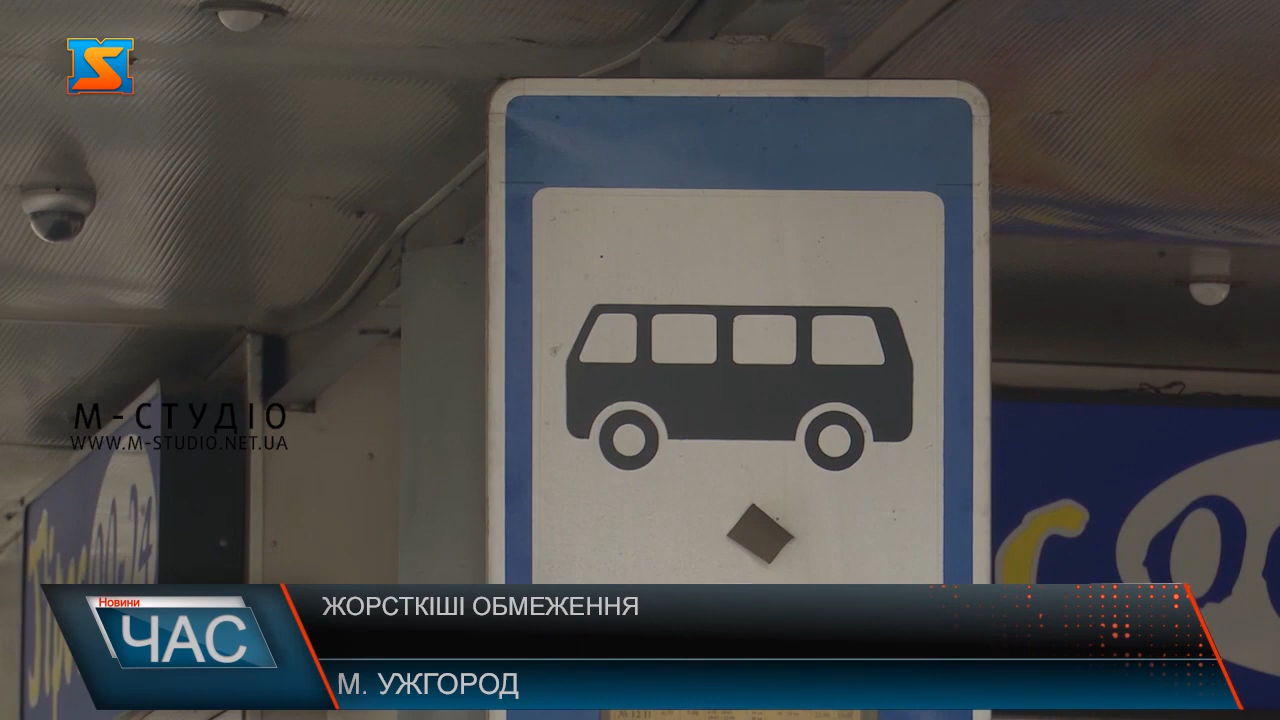 М-СТУДІО
WWW.M-STUDIO.NET.UA
Новини
ЧАС
ЖОРСТКІШІ ОБМЕЖЕННЯ
М. УЖГОРОД